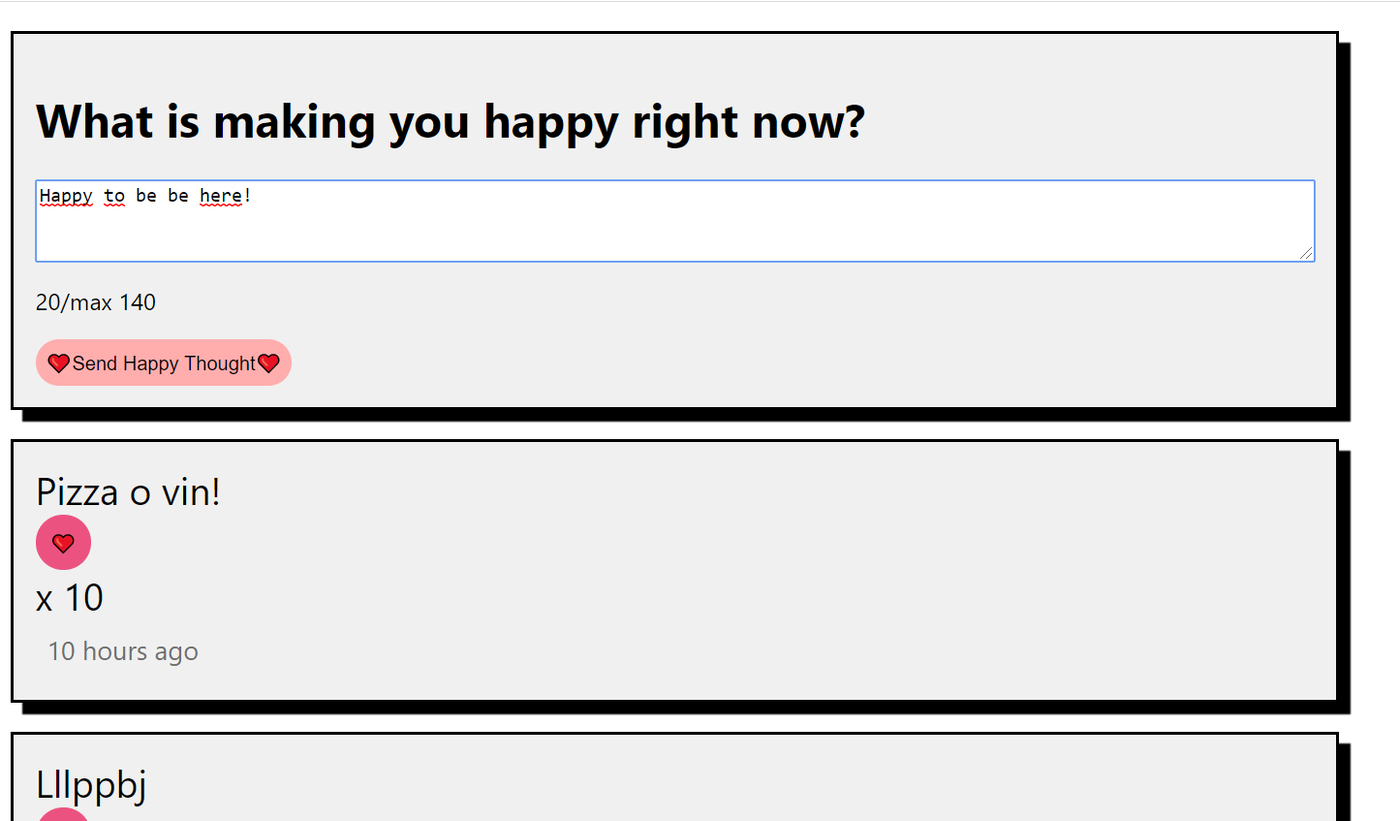 What is making you happy right now?
Happy to be be here!
20/max 140
❤️Send Happy Thought❤️
Pizza o vin!
❤️
x 10
10 hours ago
Lllppbj